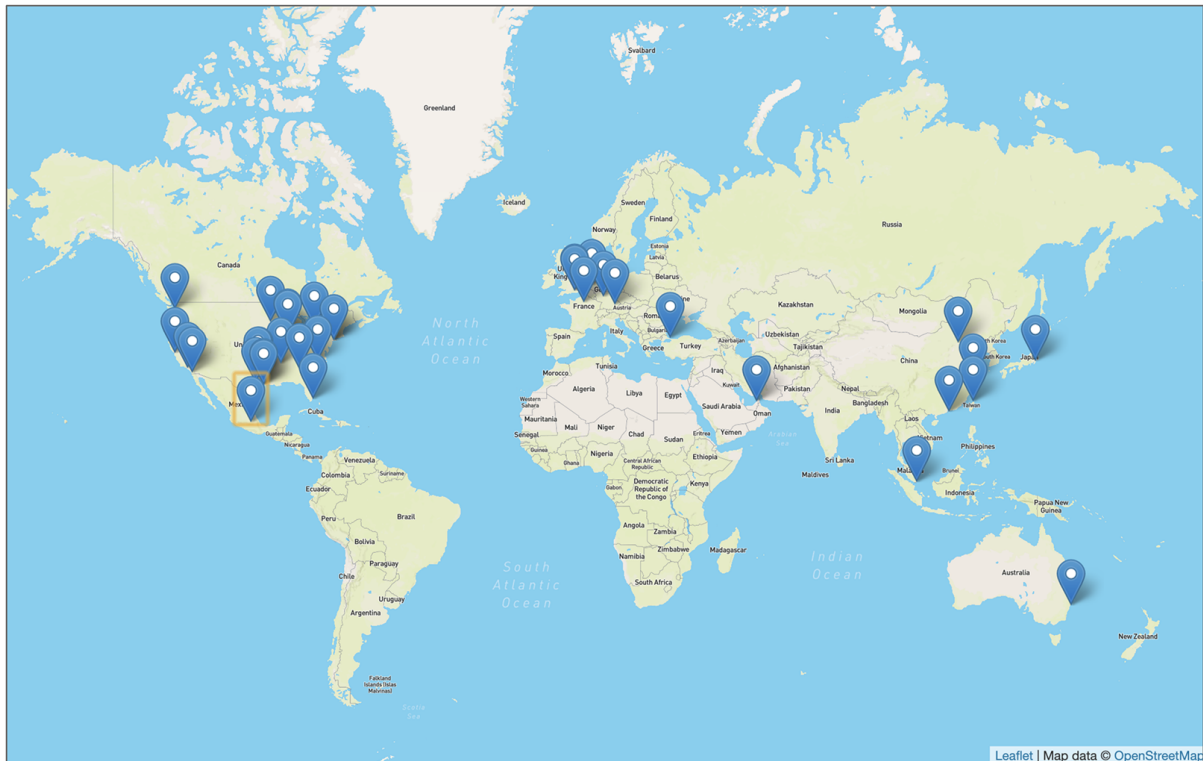 Svalbard
Greenland
Iceland
Sweden
Finland
Norway
Russia
Estonia
Latvia
Canada
Belarus
France
Austria
Kazakhstan
Mongolia
North
Atlantic
Ocean
Italy
Bulgaria
Spain
Greece
Turkey
Azerbaijan
Uzbekistan
Tajikistan
China
Japan
Morocco
Tunisia
Iraq
Afghanistan
Kuwait
Pakistan
Nepal
Algeria
Libya
Egypt
Western
Sahara
Saudi Arabia
Oman
India
Bangladesh
Taiwan
Cuba
Mauritania
Mali
Niger
Chad
Sudan
Eritrea
Yemen
Arabian
Sea
Laos
Guatemala
Nicaragua
Senegal
Guinea
Ghana
Nigeria
Central African
Republic
Ethiopia
Philippines
Panama
Venezuela
Sri Lanka
Maldives
Brunei
Colombia
Suriname
Ecuador
Gabon
Democratic
Republic of
the Congo
Kenya
Indonesia
Papua New
Guinea
Peru
Brazil
Angola
Zambia
Bolivia
Zimbabwe
Madagascar
Namibia
Indian
Ocean
South
Atlantic
Ocean
Paraguay
Chile
South Africa
Australia
Uruguay
Argentina
New Zealand
Falkland
Islands (Islas
Malvinas)
Scotia
Sea
Leaflet | Map data © OpenStreetMap